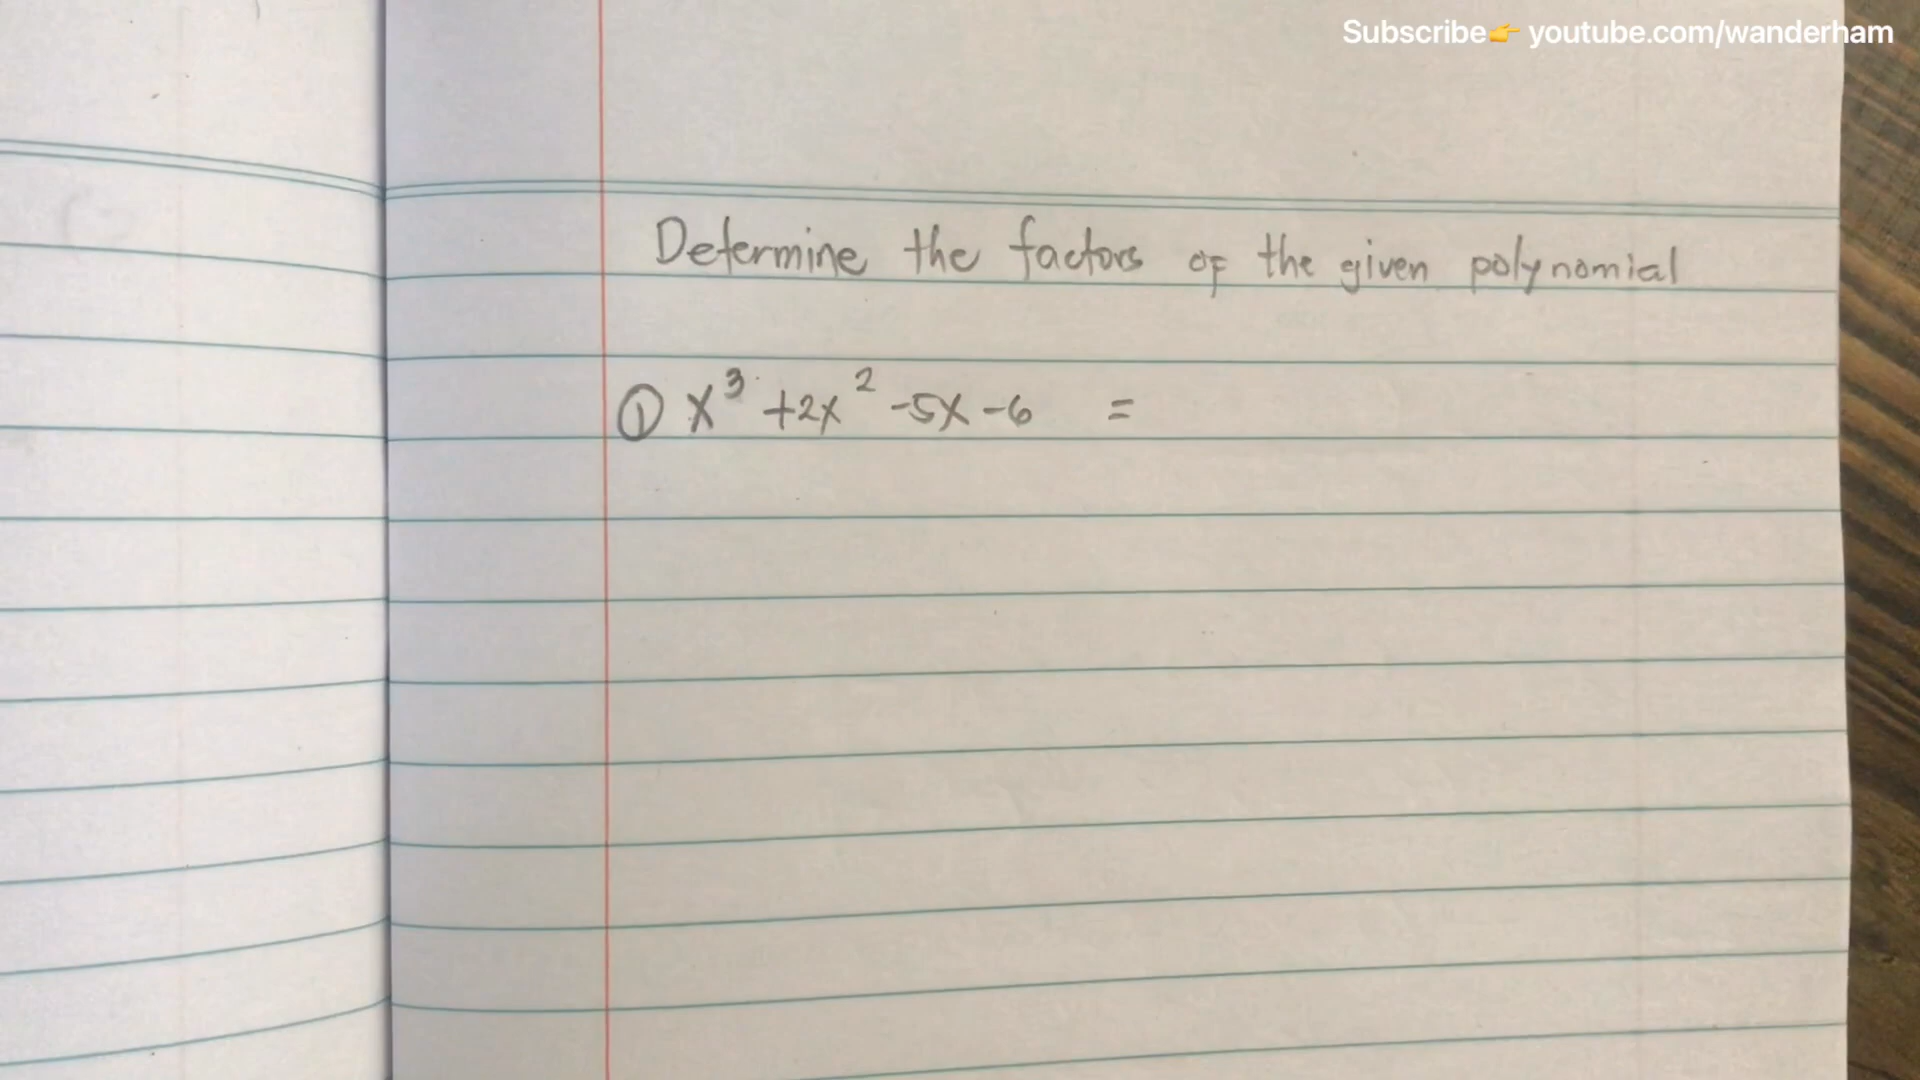 Subscribe👉 youtube.com/wanderham
Determine the factors of the given polynomial
① x³ +2x² -5x -6 =